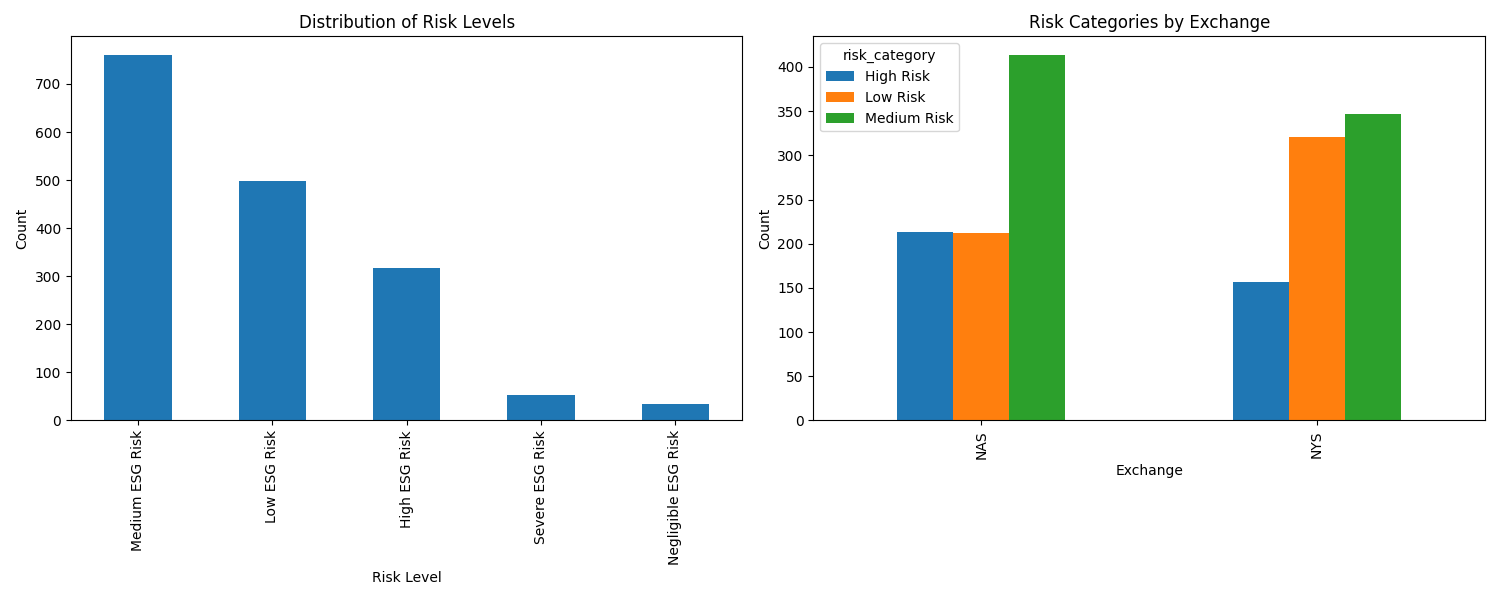 Distribution of Risk Levels
Count
700
600
500
400
300
200
100
0
Medium ESG Risk
Low ESG Risk
High ESG Risk
Severe ESG Risk
Negligible ESG Risk
Risk Level
Risk Categories by Exchange
risk_category
High Risk
Low Risk
Medium Risk
Count
400
350
300
250
200
150
100
50
0
NAS
NYS
Exchange